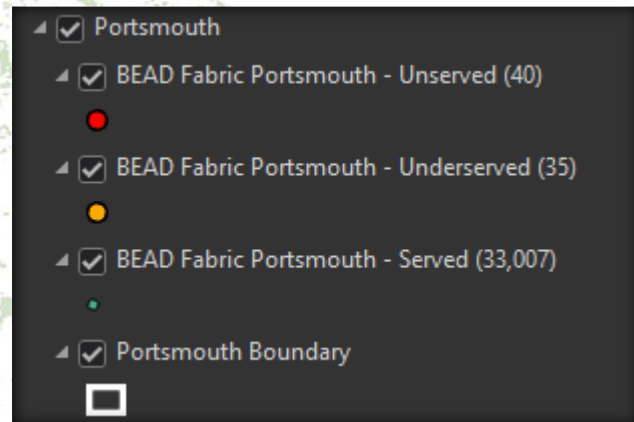 Portsmouth
BEAD Fabric Portsmouth - Unserved (40)
BEAD Fabric Portsmouth - Underserved (35)
BEAD Fabric Portsmouth - Served (33,007)
Portsmouth Boundary